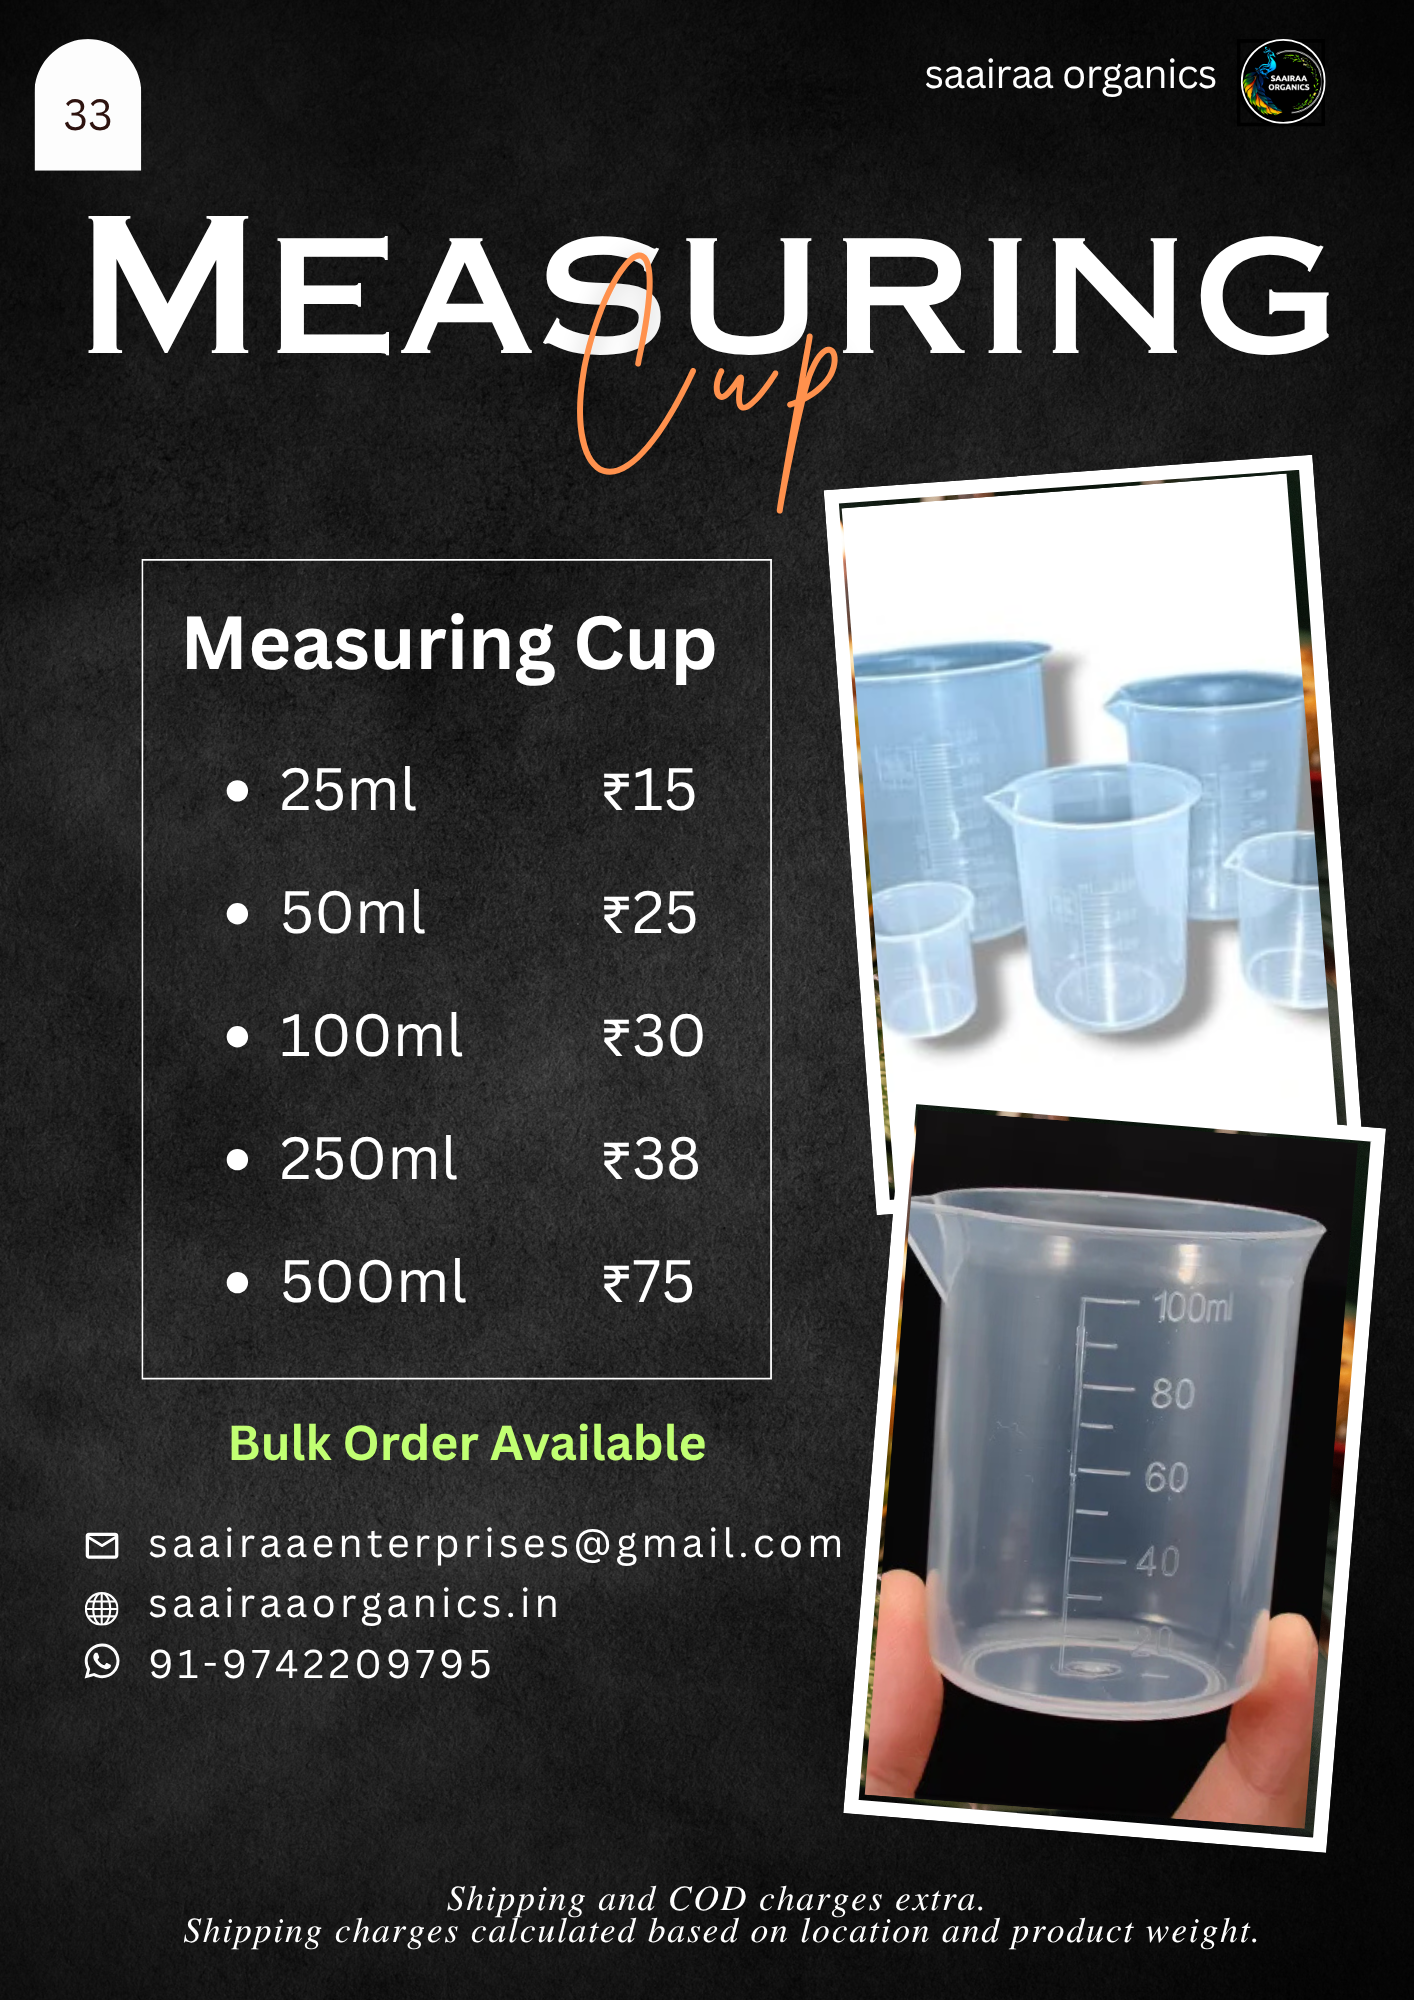 33
saairaa organics
SAAIRAA
ORGANICS
MEASURING
Cup
Measuring Cup
• 25ml ₹15
• 50ml ₹25
• 100ml ₹30
• 250ml ₹38
• 500ml ₹75
Bulk Order Available
saairaaenterprises@gmail.com
saairaaorganics.in
91-9742209795
100ml
80
60
40
20
Shipping and COD charges extra.
Shipping charges calculated based on location and product weight.